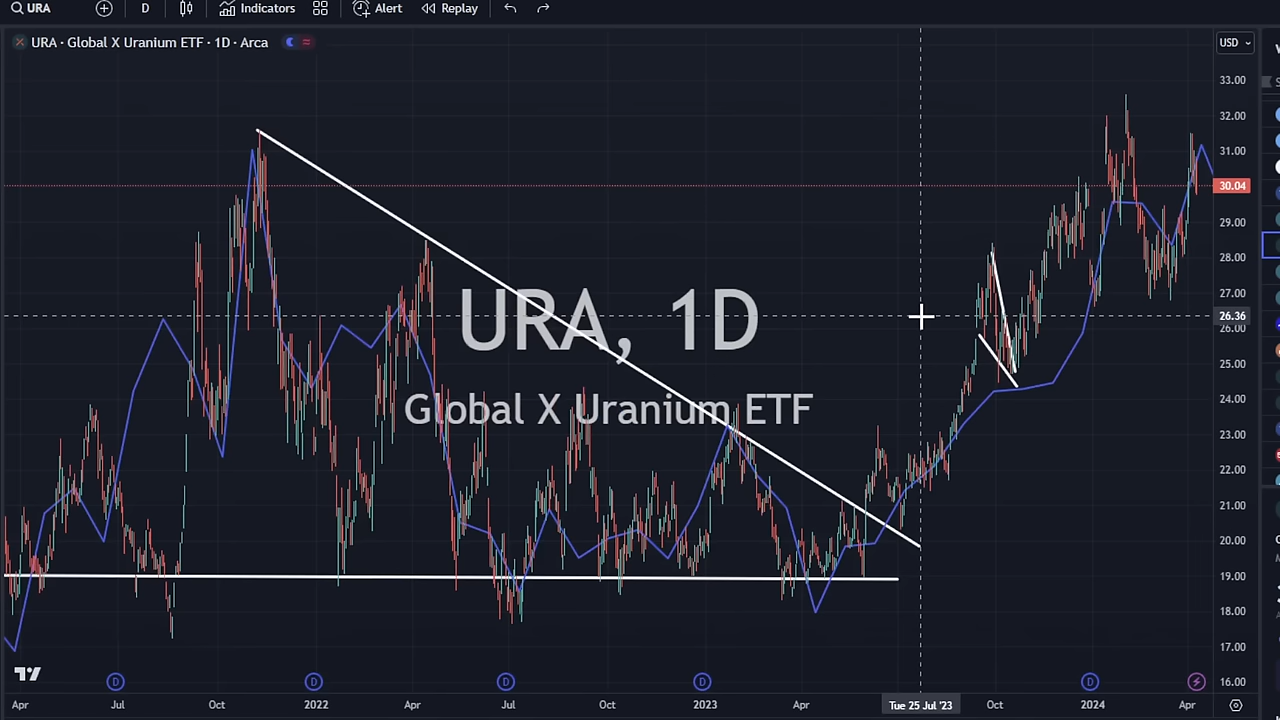 URA D Indicators Alert Replay
URA · Global X Uranium ETF · 1D · Arca
USD
33.00
32.00
31.00
30.04
29.00
28.00
27.00
26.36
26.00
25.00
24.00
23.00
22.00
21.00
20.00
19.00
18.00
17.00
16.00
URA, 1D
Global X Uranium ETF
D D D D D
Apr Jul Oct 2022 Apr Jul Oct 2023 Apr Tue 25 Jul '23 Oct 2024 Apr